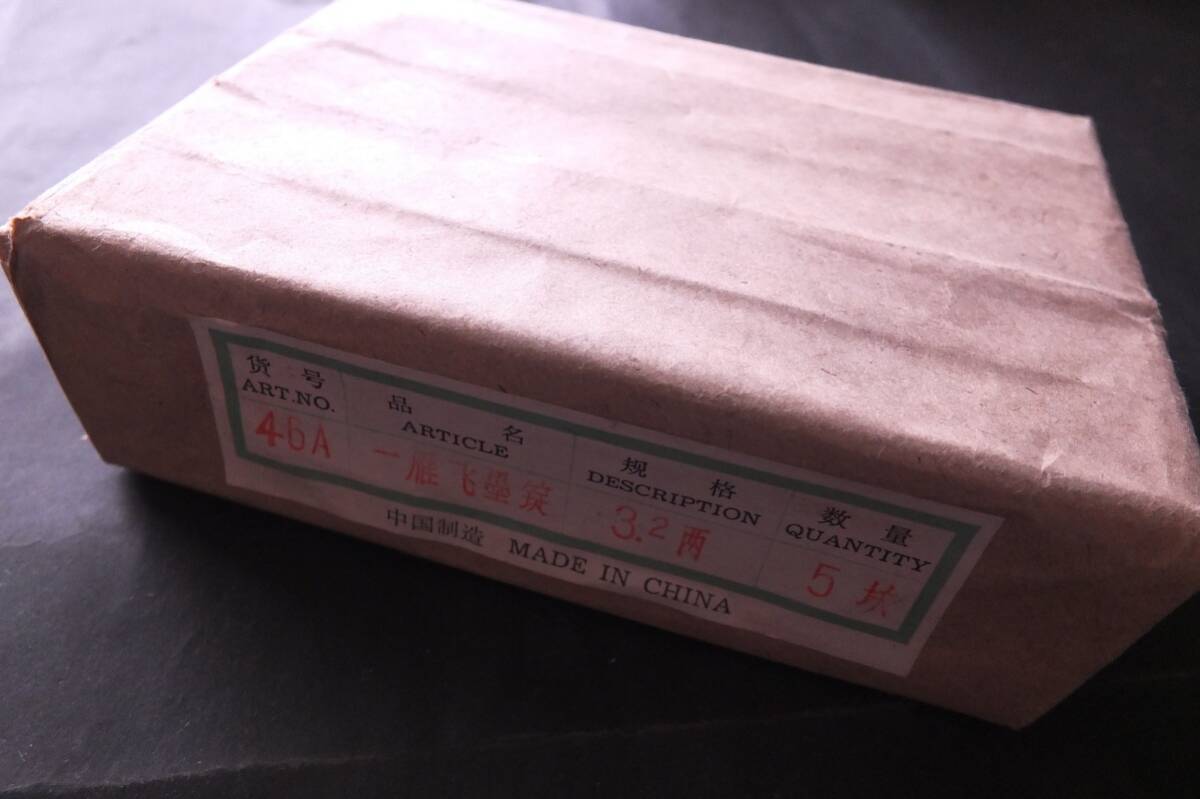 货号 品名 规格 数量
ART.NO. ARTICLE DESCRIPTION QUANTITY
46A 一雁飞墨锭 3.2两 5块
中国制造 MADE IN CHINA